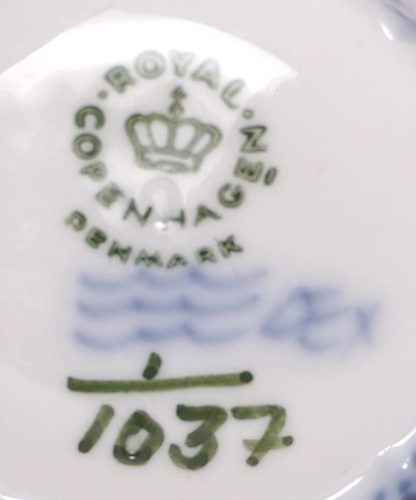 ROYAL
COPENHAGEN
DENMARK
1
1037